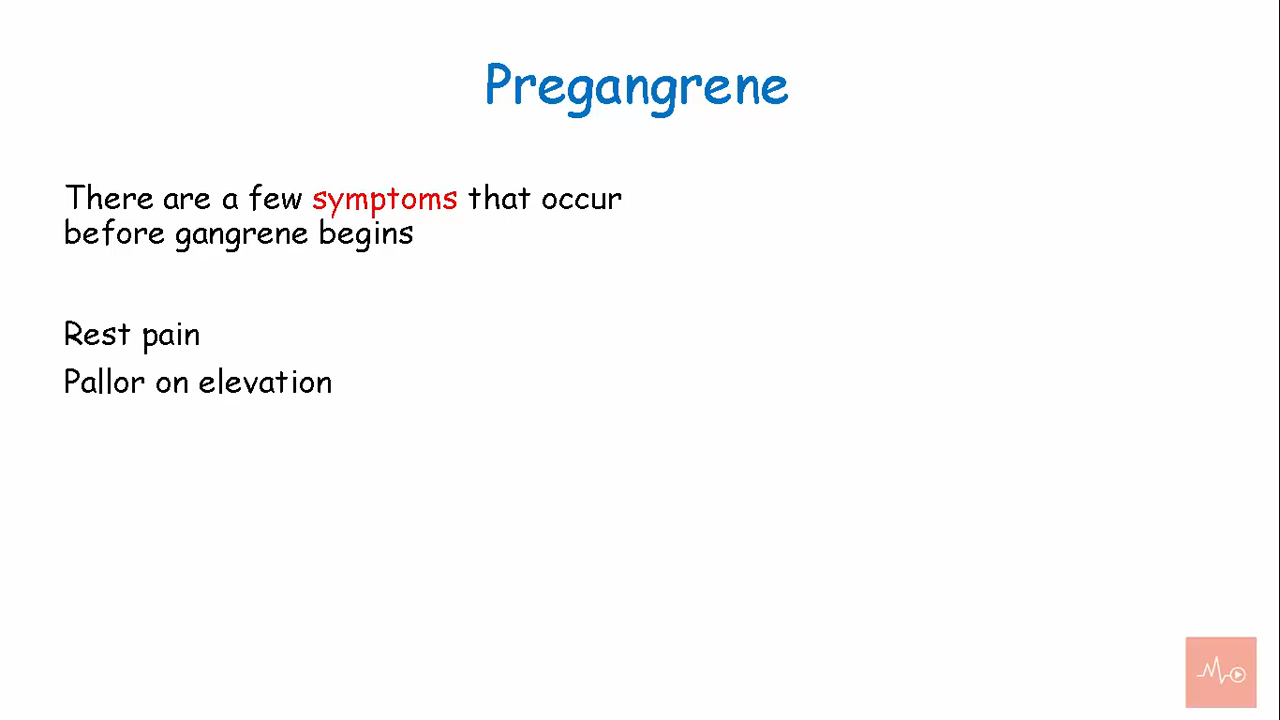 Pregangrene
There are a few symptoms that occur
before gangrene begins
Rest pain
Pallor on elevation